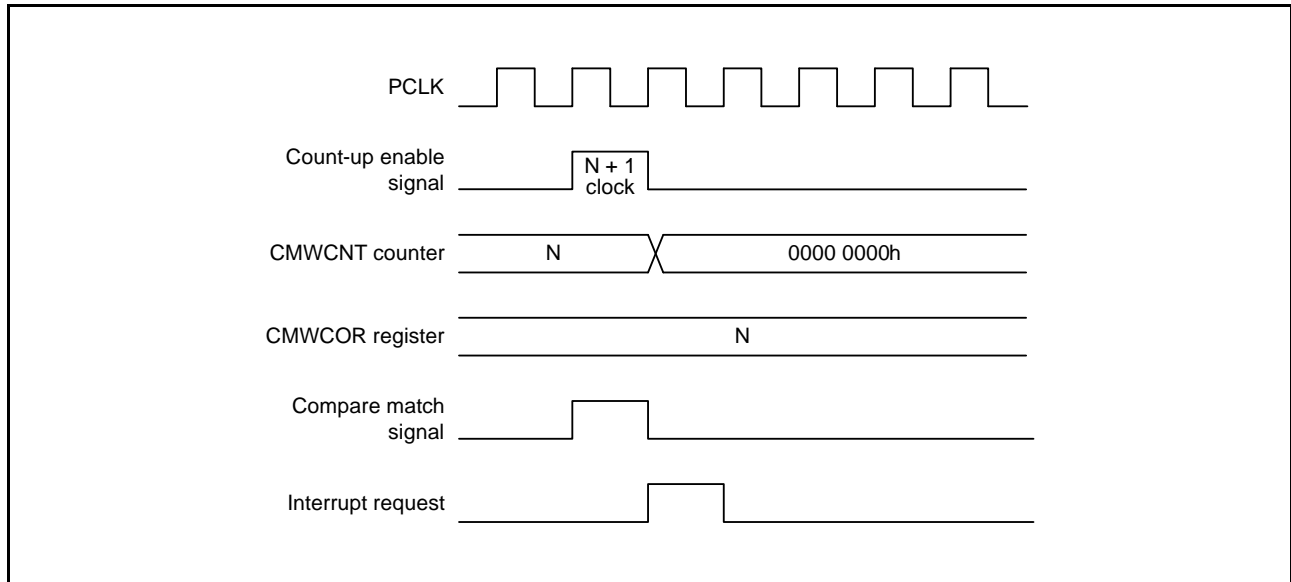 PCLK
Count-up enable
signal
N + 1
clock
CMWCNT counter
N
0000 0000h
CMWCOR register
N
Compare match
signal
Interrupt request